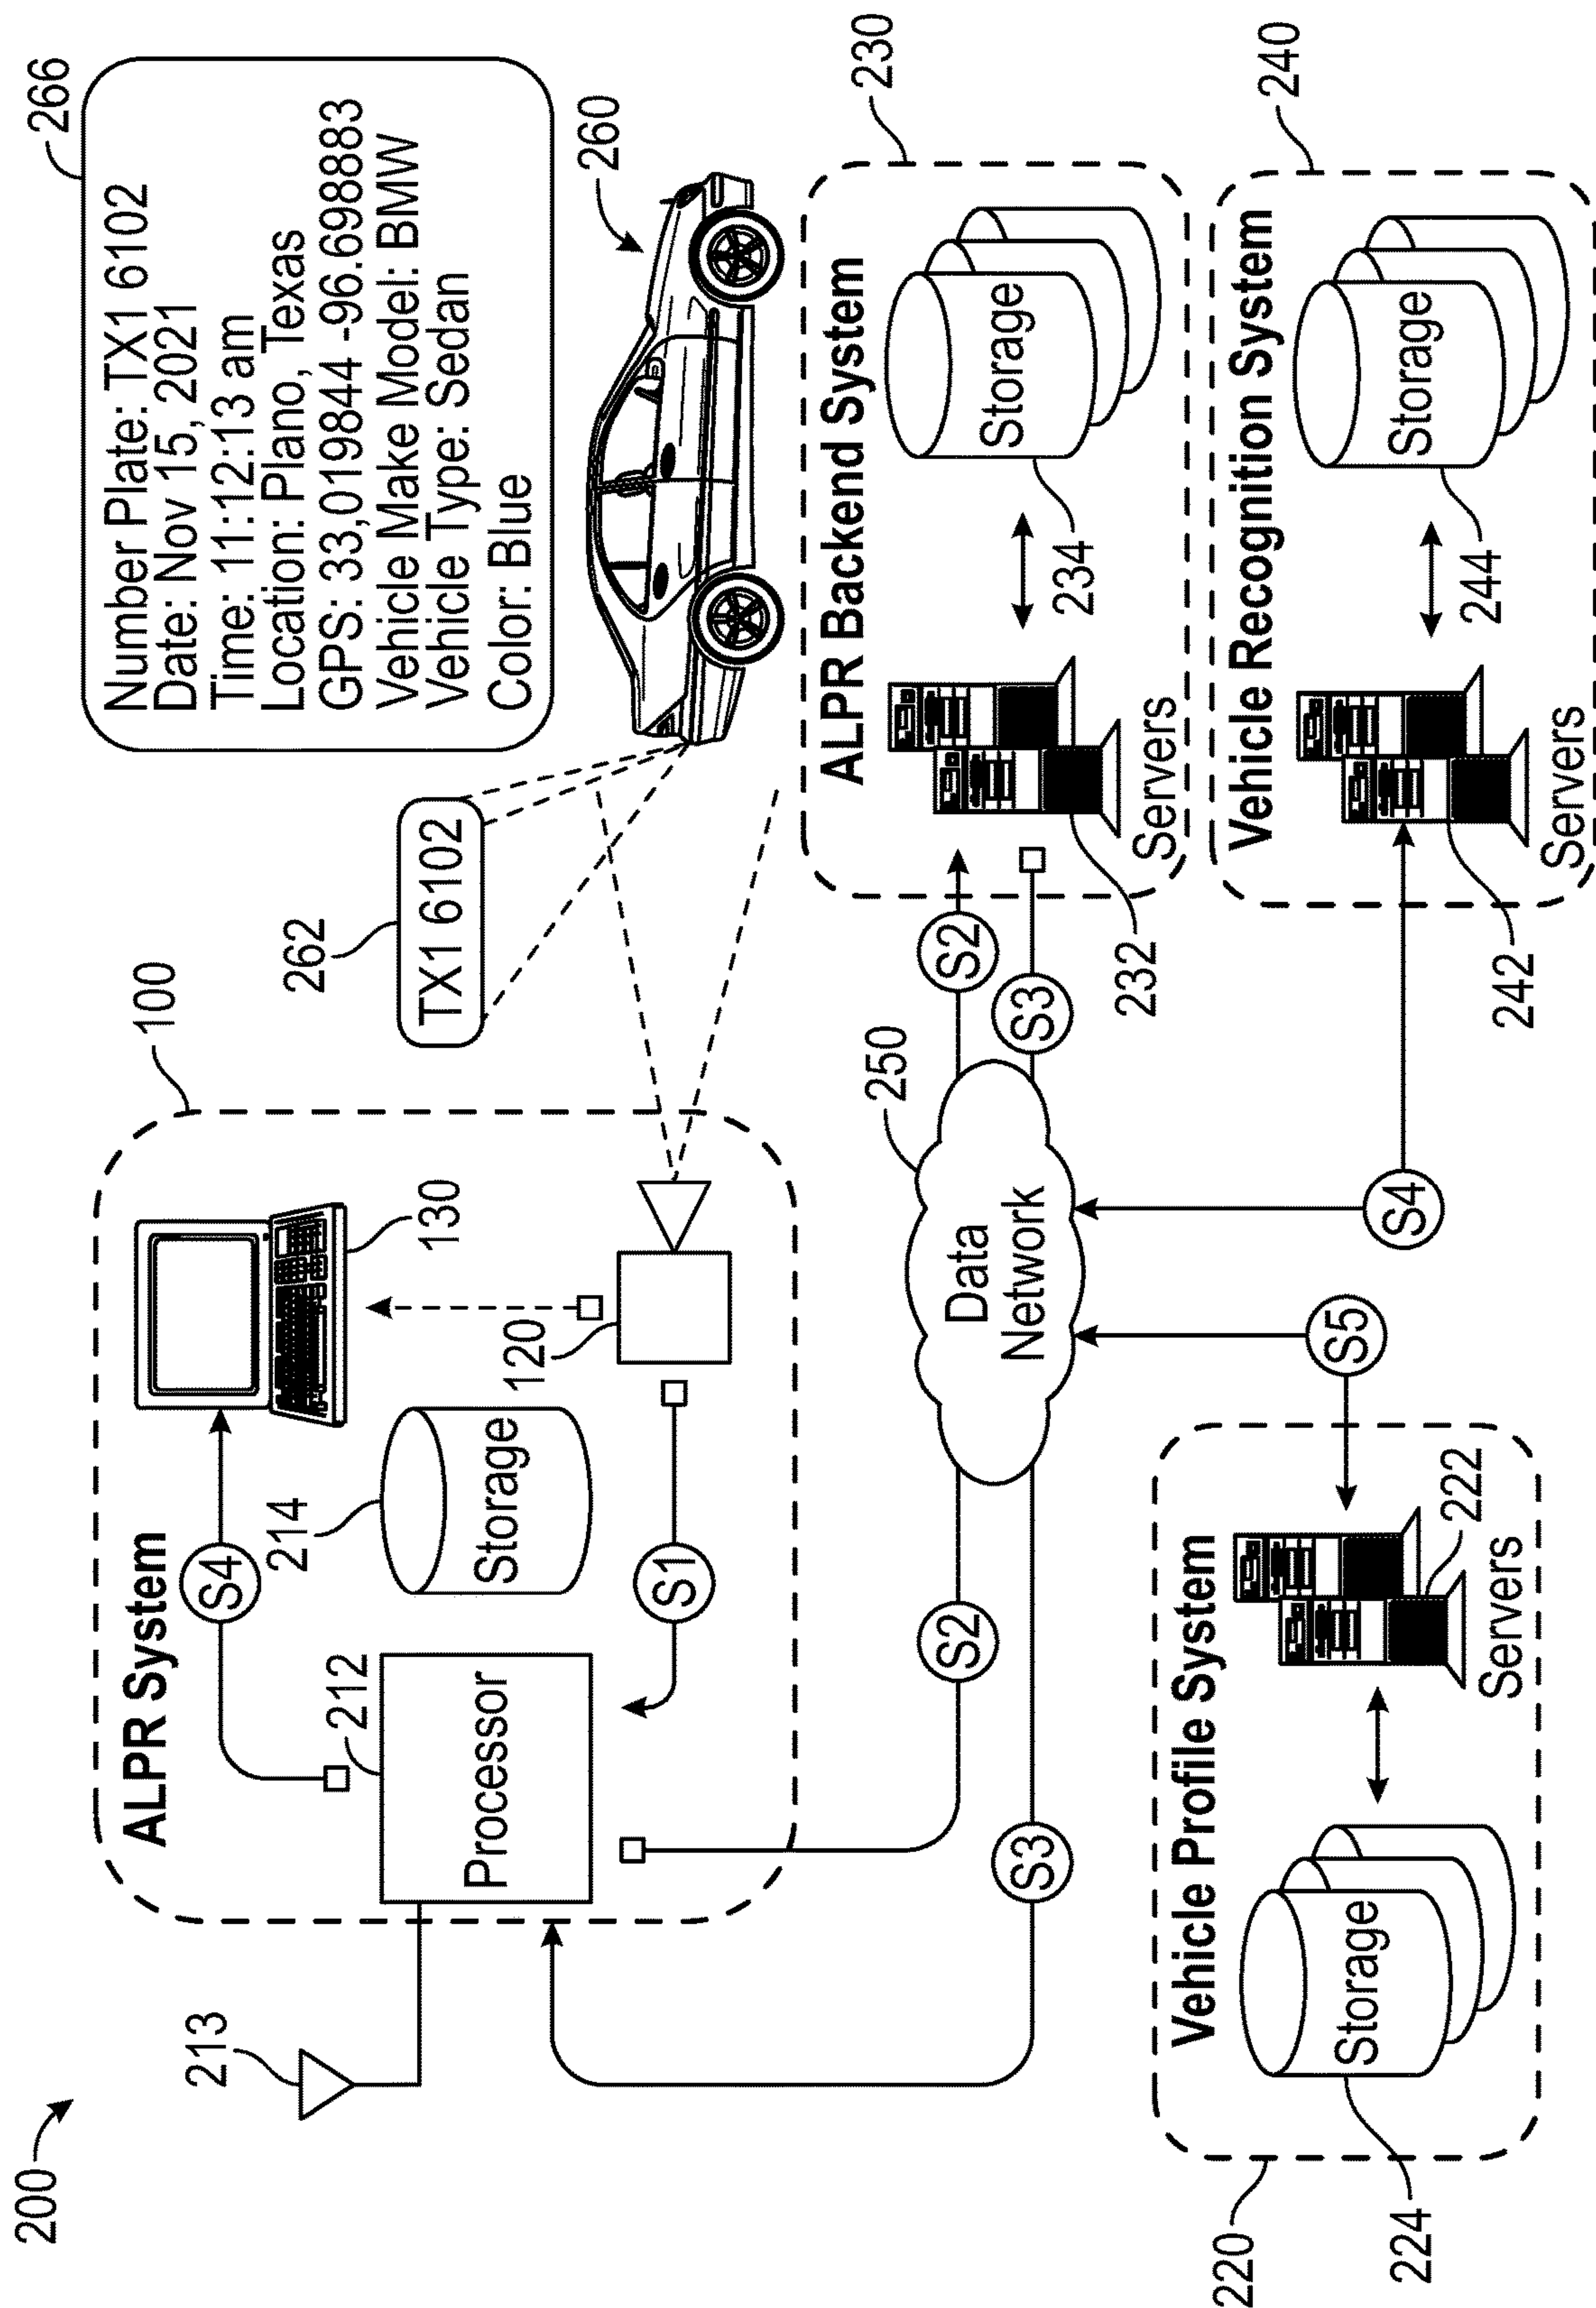 200
213
ALPR System
100
S4
212
Processor
214
Storage
130
120
S1
262
TX1 6102
266
Number Plate: TX1 6102
Date: Nov 15, 2021
Time: 11:12:13 am
Location: Plano, Texas
GPS: 33,019844 -96.698883
Vehicle Make Model: BMW
Vehicle Type: Sedan
Color: Blue
260
S2
S3
250
Data
Network
S2
S3
ALPR Backend System
230
Storage
234
Servers
232
Vehicle Profile System
220
Storage
224
Servers
222
S5
S4
Vehicle Recognition System
240
Storage
244
Servers
242